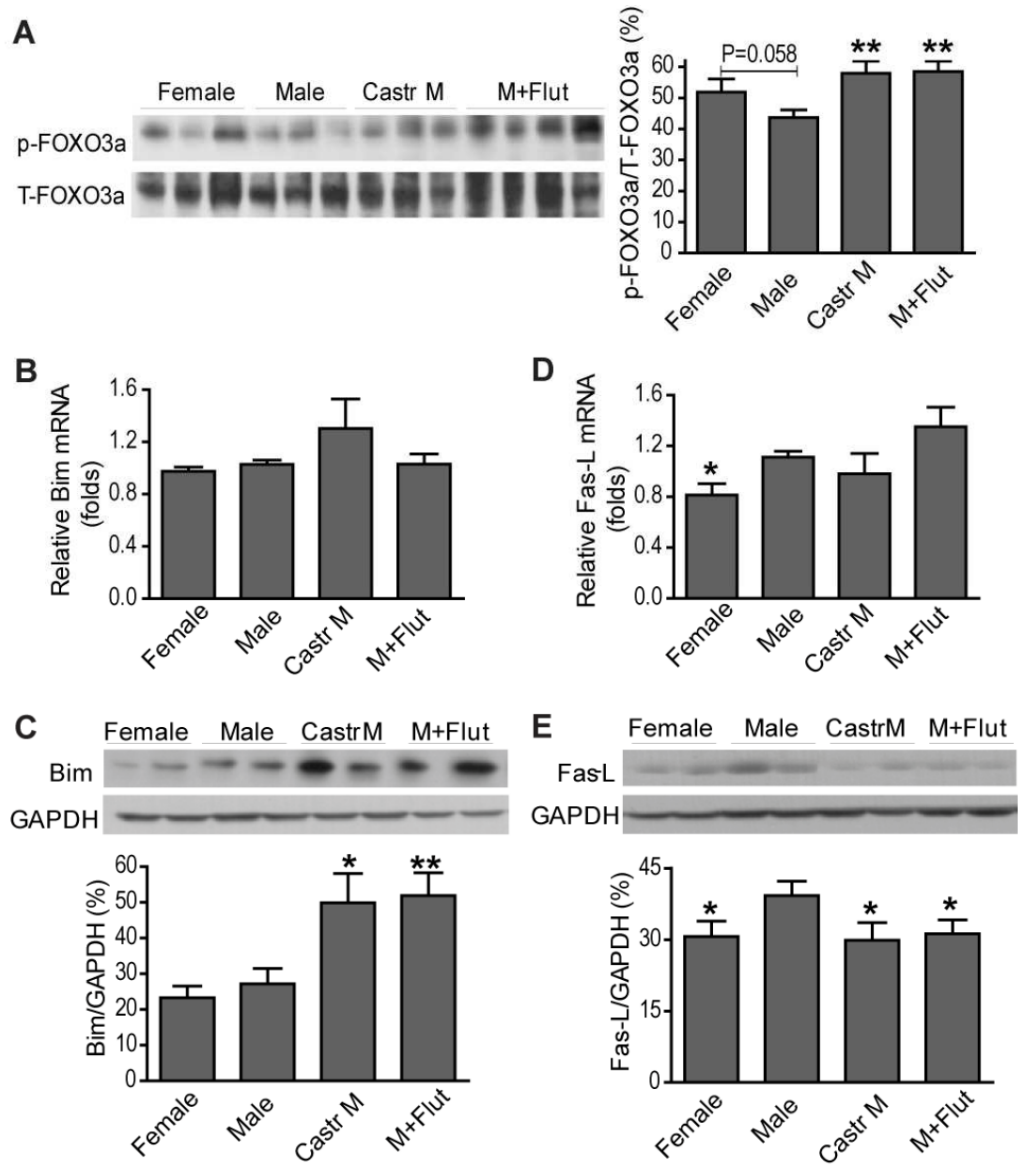 A
Female Male Castr M M+Flut
p-FOXO3a
T-FOXO3a
p-FOXO3a/T-FOXO3a (%)
P=0.058
** **
60
50
40
30
20
10
0
Female Male Castr M M+Flut
B
Relative Bim mRNA
(folds)
1.6
1.2
0.8
0.4
0.0
Female Male Castr M M+Flut
D
Relative Fas-L mRNA
(folds)
1.6
1.2
0.8
0.4
0.0
*
Female Male Castr M M+Flut
C
Female Male CastrM M+Flut
Bim
GAPDH
Bim/GAPDH (%)
60
50
40
30
20
10
0
* **
Female Male Castr M M+Flut
E
Female Male CastrM M+Flut
Fas-L
GAPDH
Fas-L/GAPDH (%)
45
30
15
0
* * *
Female Male Castr M M+Flut